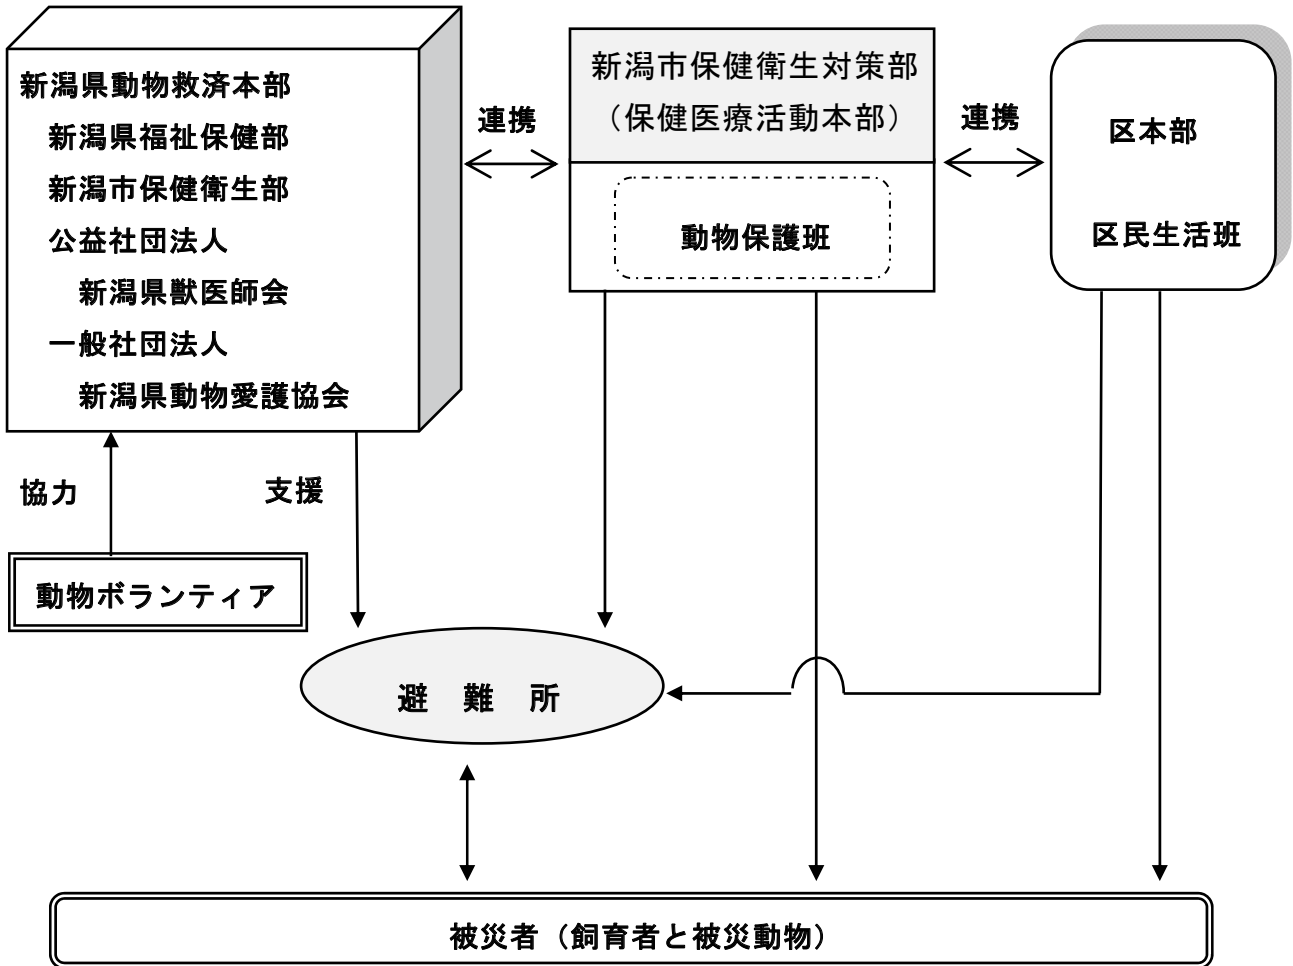 新潟県動物救済本部
新潟県福祉保健部
新潟市保健衛生部
公益社団法人
新潟県獣医師会
一般社団法人
新潟県動物愛護協会
連携
新潟市保健衛生対策部
（保健医療活動本部）
動物保護班
連携
区本部
区民生活班
協力
支援
動物ボランティア
避 難 所
被災者（飼育者と被災動物）